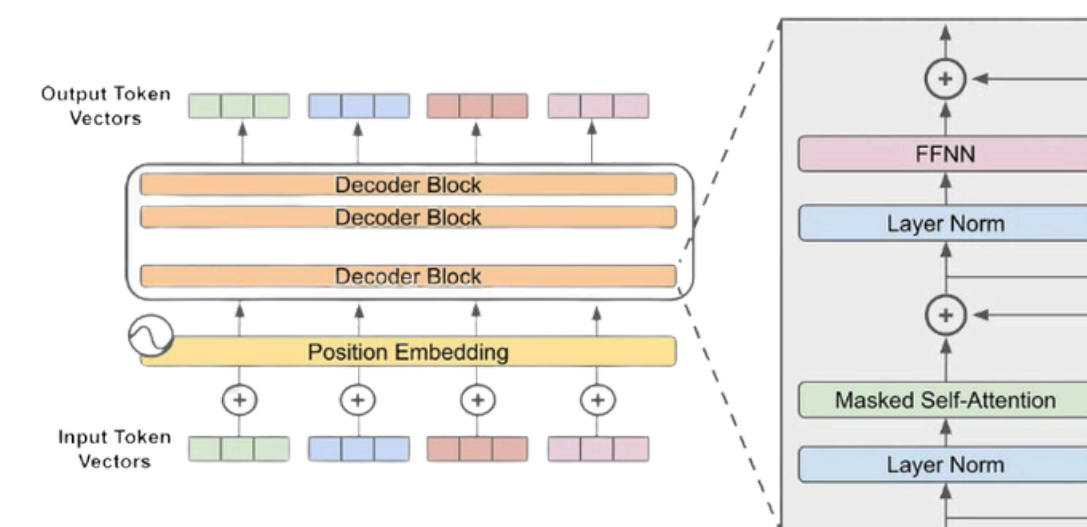 Output Token
Vectors
Decoder Block
Decoder Block
Decoder Block
Position Embedding
Input Token
Vectors
FFNN
Layer Norm
Masked Self-Attention
Layer Norm